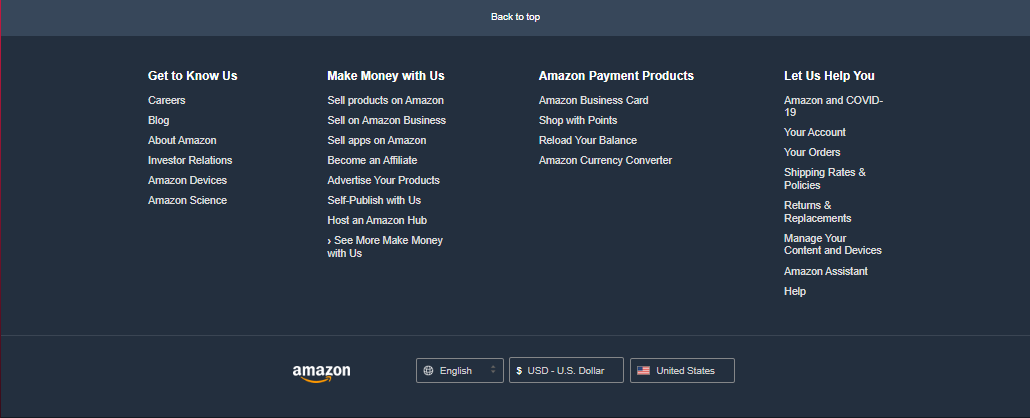 Back to top
Get to Know Us
Careers
Blog
About Amazon
Investor Relations
Amazon Devices
Amazon Science
Make Money with Us
Sell products on Amazon
Sell on Amazon Business
Sell apps on Amazon
Become an Affiliate
Advertise Your Products
Self-Publish with Us
Host an Amazon Hub
› See More Make Money
with Us
Amazon Payment Products
Amazon Business Card
Shop with Points
Reload Your Balance
Amazon Currency Converter
Let Us Help You
Amazon and COVID-
19
Your Account
Your Orders
Shipping Rates &
Policies
Returns &
Replacements
Manage Your
Content and Devices
Amazon Assistant
Help
amazon
English
$ USD - U.S. Dollar
United States